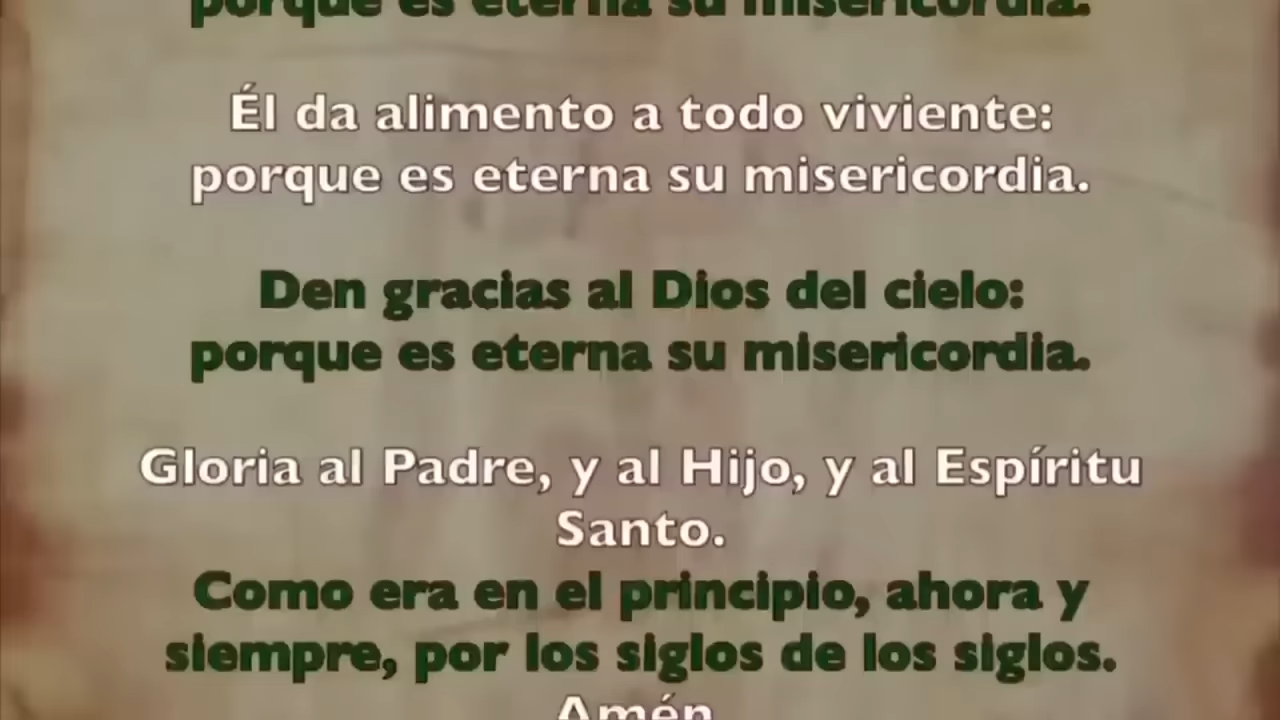 porque es eterna su misericordia.
Él da alimento a todo viviente:
porque es eterna su misericordia.
Den gracias al Dios del cielo:
porque es eterna su misericordia.
Gloria al Padre, y al Hijo, y al Espíritu
Santo.
Como era en el principio, ahora y
siempre, por los siglos de los siglos.
Amén